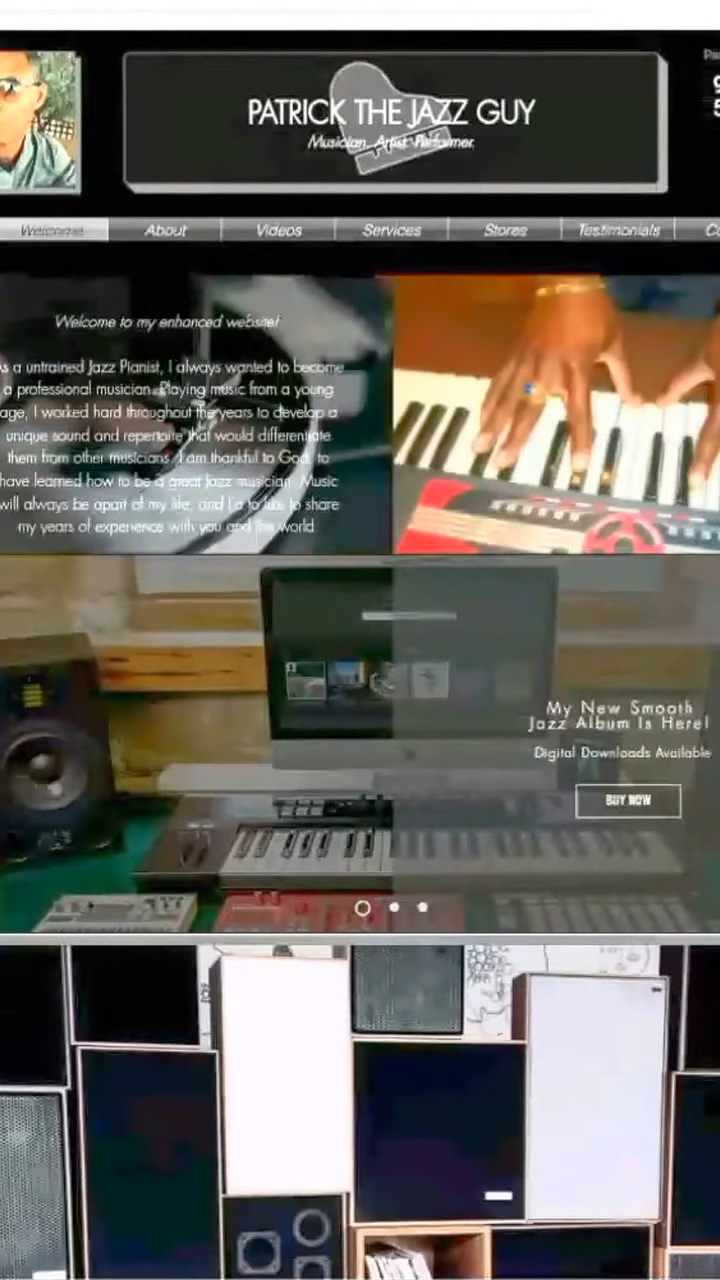 PATRICK THE JAZZ GUY
Musician. Artist. Performer.
Welcome
About
Videos
Services
Stores
Testimonials
Welcome to my enhanced website!
s a untrained Jazz Pianist, I always wanted to become
a professional musician. Playing music from a young
age, I worked hard throughout the years to develop a
unique sound and repertoire that would differentiate
them from other musicians. I am thankful to God, to
have learned how to be a great Jazz musician. Music
will always be apart of my life, and I'd to like to share
my years of experience with you and the world.
My New Smooth
Jazz Album Is Here!
Digital Downloads Available
BUY NOW